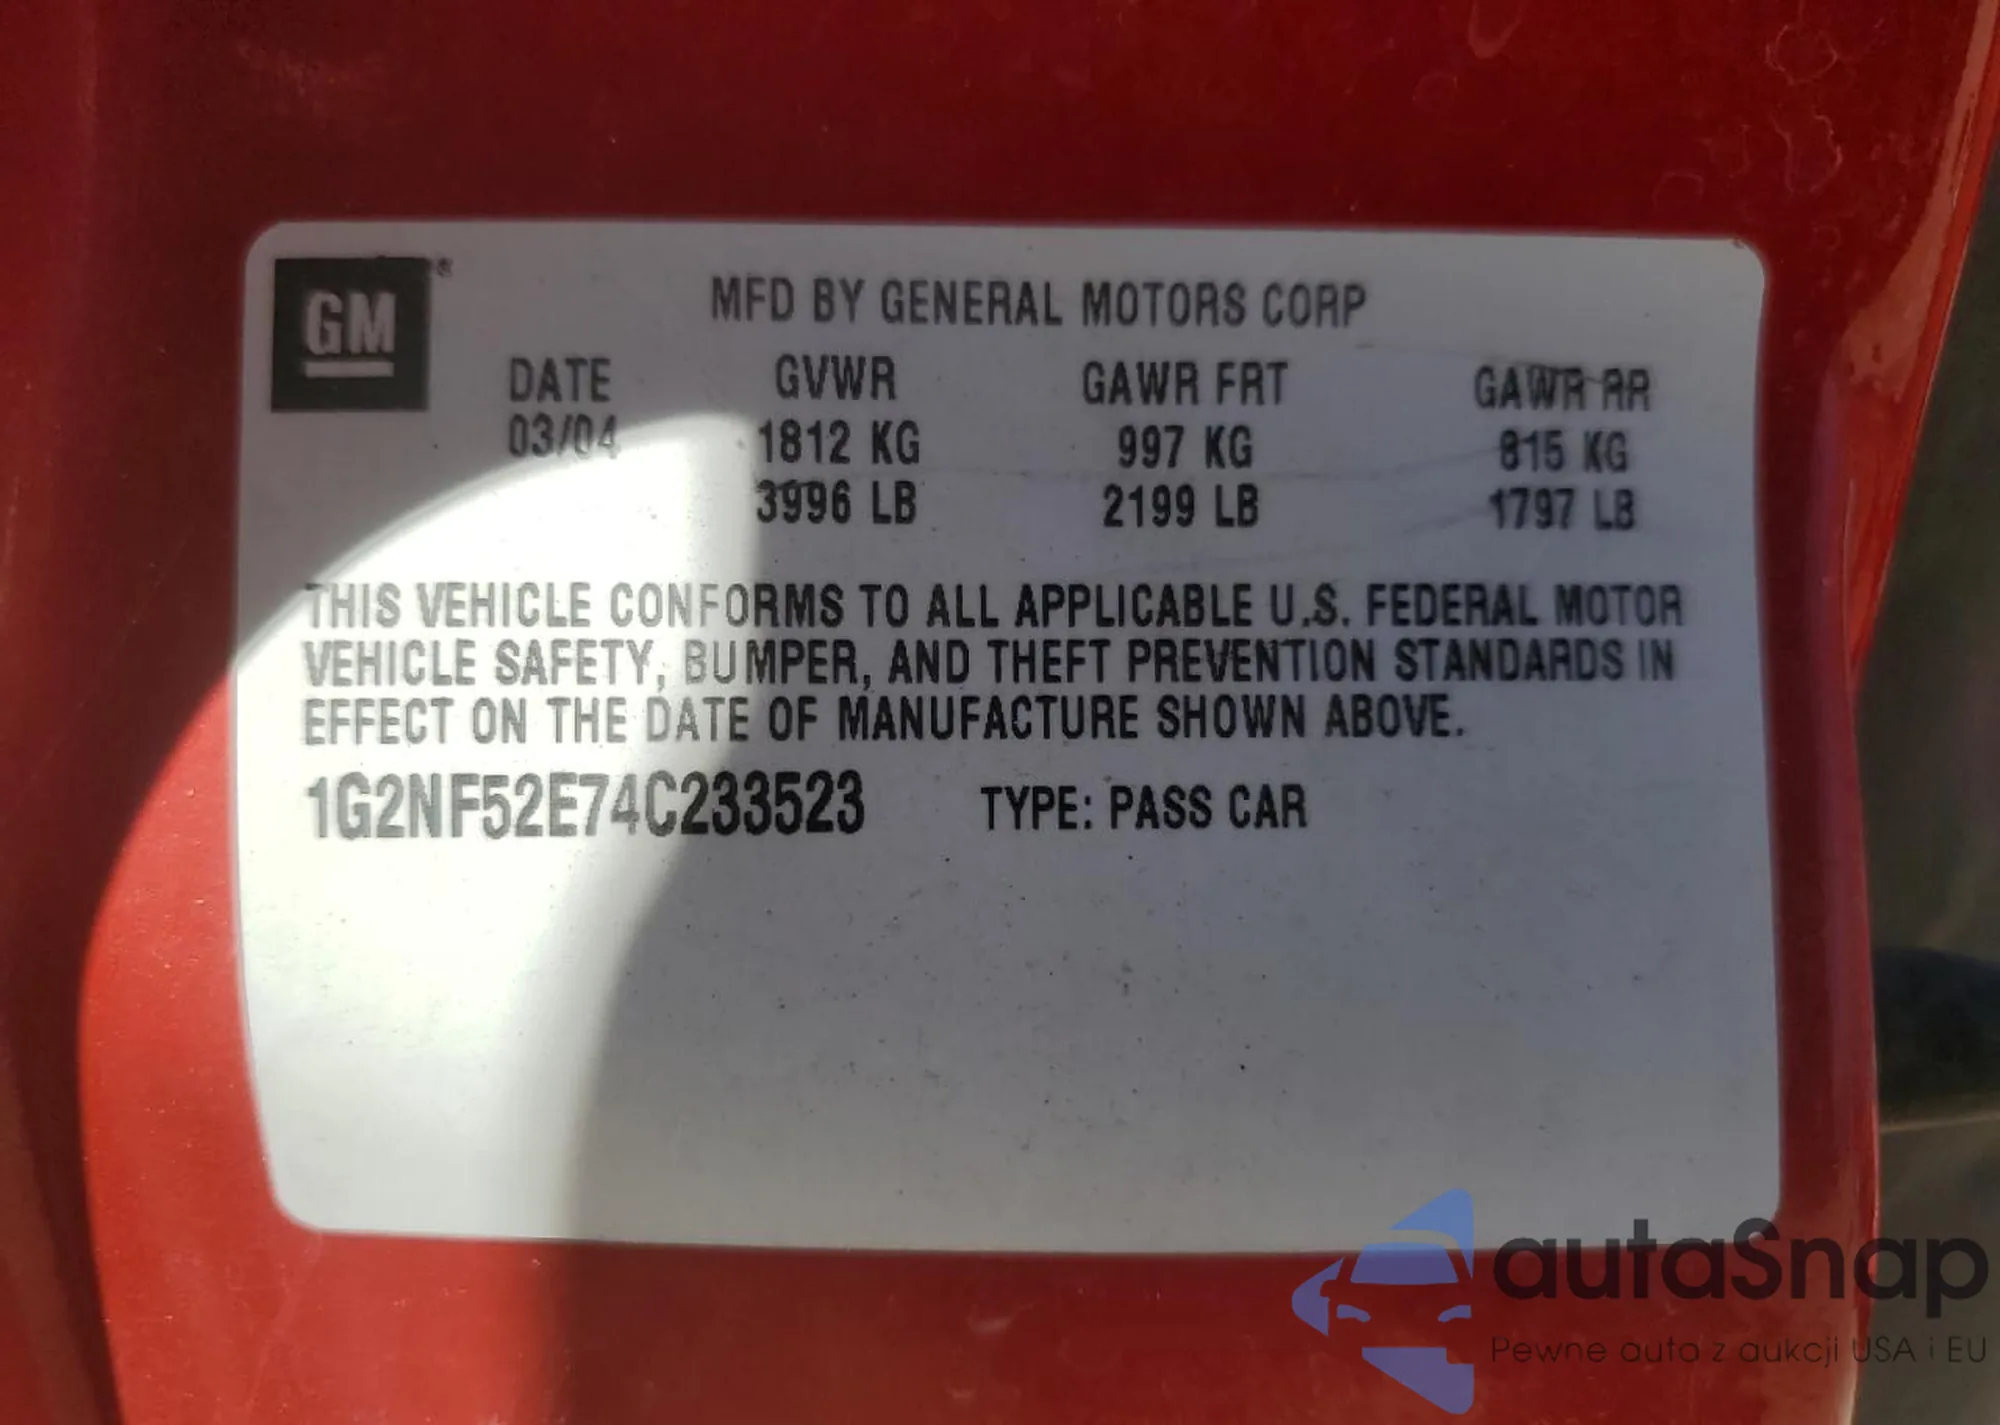 GM
MFD BY GENERAL MOTORS CORP
DATE GVWR GAWR FRT GAWR RR
03/04 1812 KG 997 KG 815 KG
3996 LB 2199 LB 1797 LB
THIS VEHICLE CONFORMS TO ALL APPLICABLE U.S. FEDERAL MOTOR
VEHICLE SAFETY, BUMPER, AND THEFT PREVENTION STANDARDS IN
EFFECT ON THE DATE OF MANUFACTURE SHOWN ABOVE.
1G2NF52E74C233523 TYPE: PASS CAR
autaSnap
Pewne auto z aukcji USA i EU